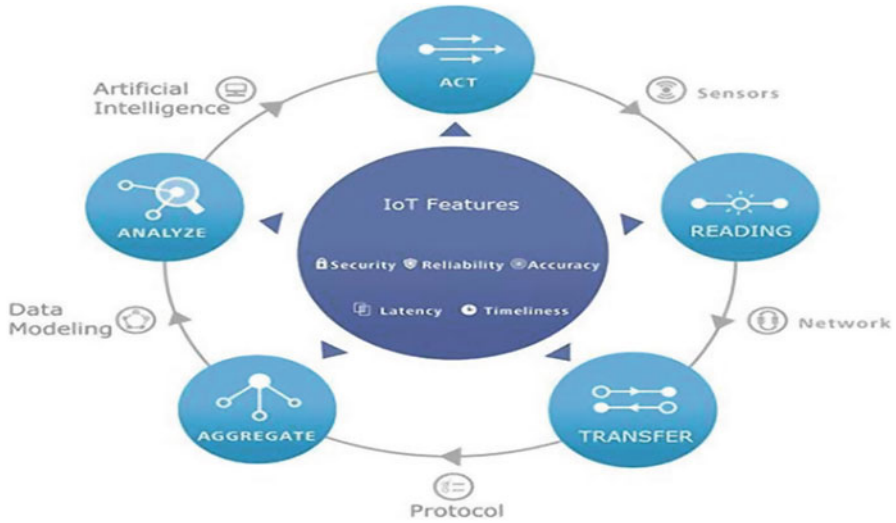 ACT
Artificial
Intelligence
Sensors
ANALYZE
READING
IoT Features
Security Reliability Accuracy
Latency Timeliness
Data
Modeling
Network
AGGREGATE
TRANSFER
Protocol